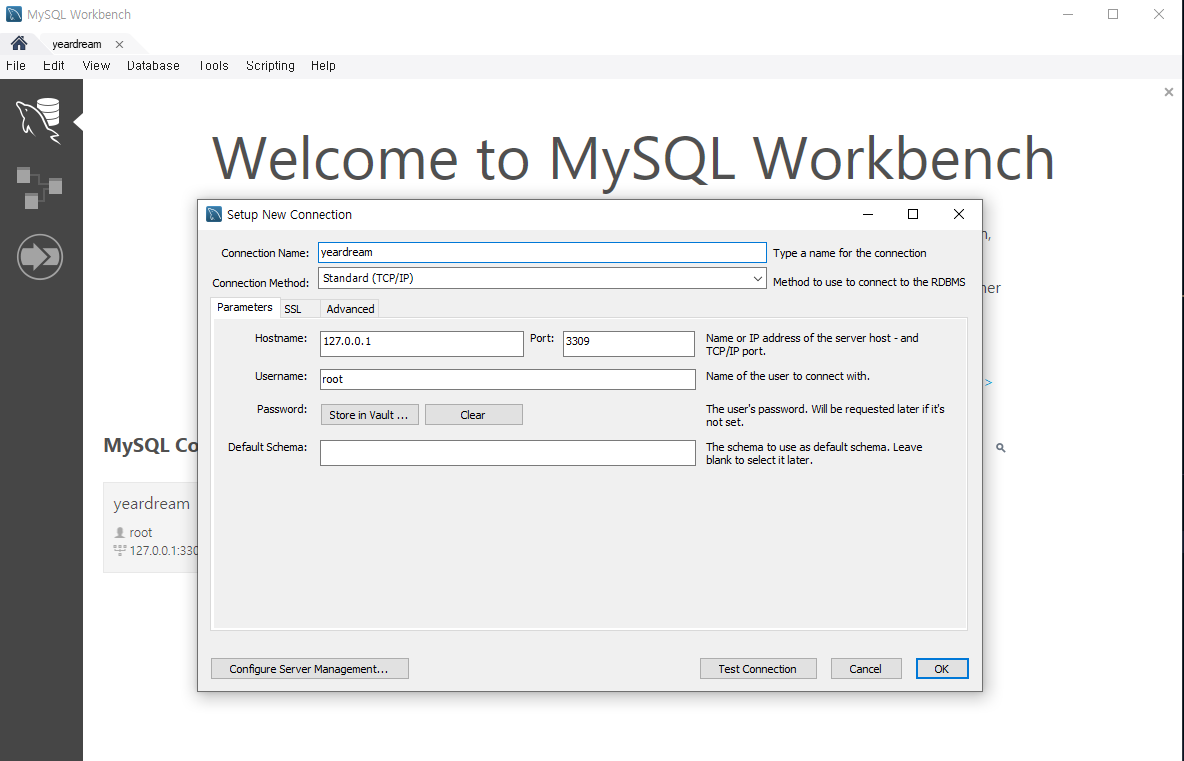 MySQL Workbench
yeardream
File Edit View Database Tools Scripting Help
Welcome to MySQL Workbench
Setup New Connection
Connection Name: yeardream Type a name for the connection
Connection Method: Standard (TCP/IP) Method to use to connect to the RDBMS
Parameters SSL Advanced
Hostname: 127.0.0.1 Port: 3309 Name or IP address of the server host - and
TCP/IP port.
Username: root Name of the user to connect with.
Password: Store in Vault ... Clear The user's password. Will be requested later if it's
not set.
Default Schema: The schema to use as default schema. Leave
blank to select it later.
MySQL Co
yeardream
root
127.0.0.1:330
Configure Server Management... Test Connection Cancel OK